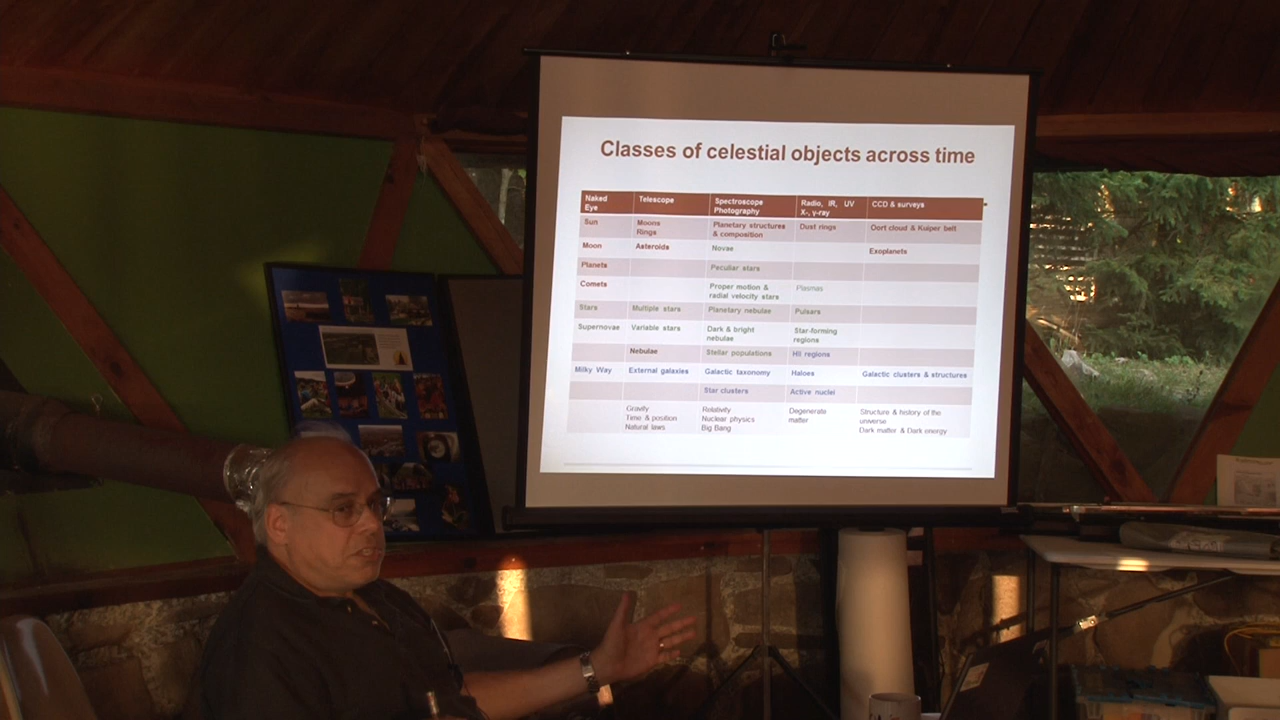 Classes of celestial objects across time
Naked Telescope Spectroscope Radio, IR, UV CCD & surveys
Eye Photography X-, γ-ray
Sun Moons Planetary structures Dust rings Oort cloud & Kuiper belt
Rings & composition
Moon Asteroids Novae Exoplanets
Planets Peculiar stars
Comets Proper motion & Plasmas
radial velocity stars
Stars Multiple stars Planetary nebulae Pulsars
Supernovae Variable stars Dark & bright Star-forming
nebulae regions
Nebulae Stellar populations HII regions
Milky Way External galaxies Galactic taxonomy Haloes Galactic clusters & structures
Star clusters Active nuclei
Gravity Relativity Degenerate Structure & history of the
Time & position Nuclear physics matter universe
Natural laws Big Bang Dark matter & Dark energy